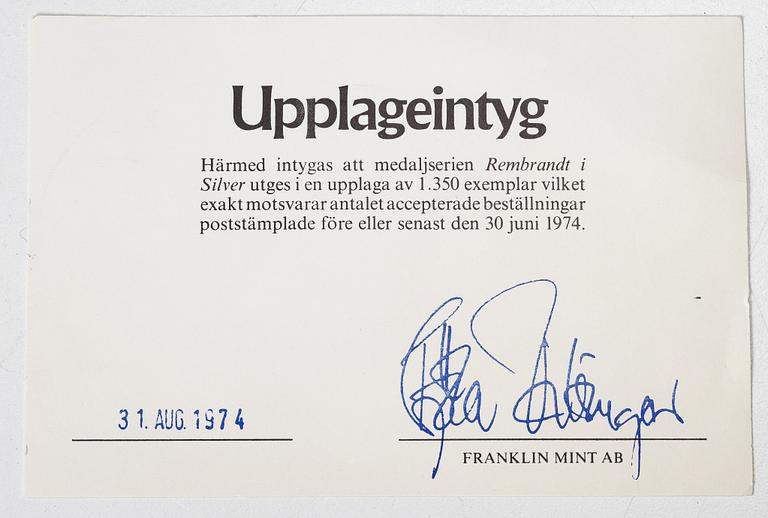 Upplageintyg
Härmed intygas att medaljserien Rembrandt i
Silver utges i en upplaga av 1.350 exemplar vilket
exakt motsvarar antalet accepterade beställningar
poststämplade före eller senast den 30 juni 1974.
31. AUG. 1974
FRANKLIN MINT AB